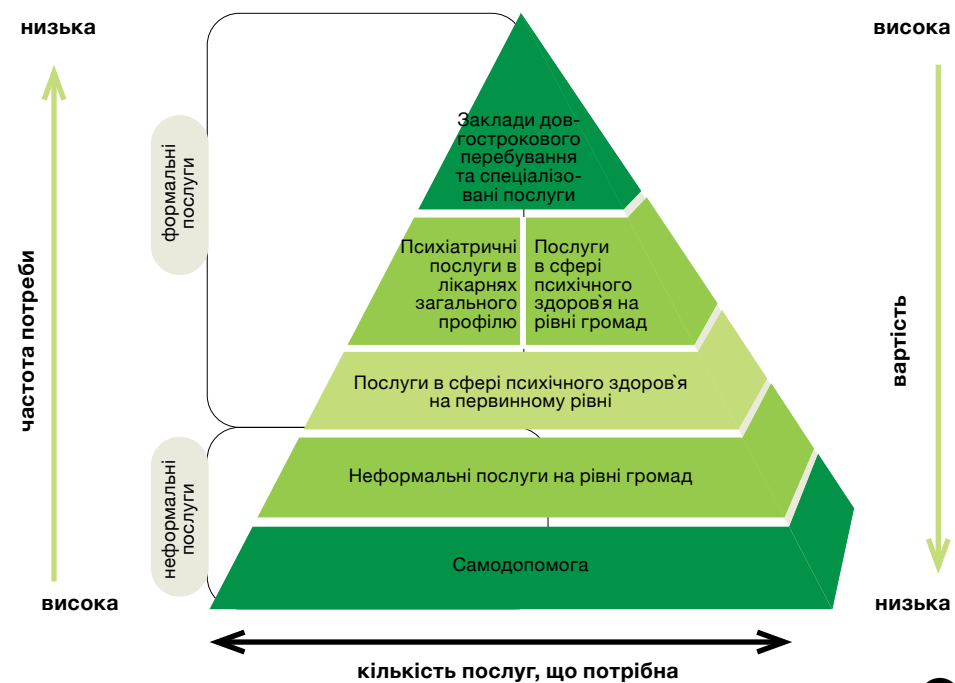 низька
висока
Заклади дов-
гострокового
перебування
та спеціалізо-
вані послуги
формальні
послуги
Психіатричні
послуги в
лікарнях
загального
профілю
Послуги
в сфері
психічного
здоров`я на
рівні громад
частота потреби
вартість
Послуги в сфері психічного здоров`я
на первинному рівні
неформальні
послуги
Неформальні послуги на рівні громад
Самодопомога
висока
низька
кількість послуг, що потрібна